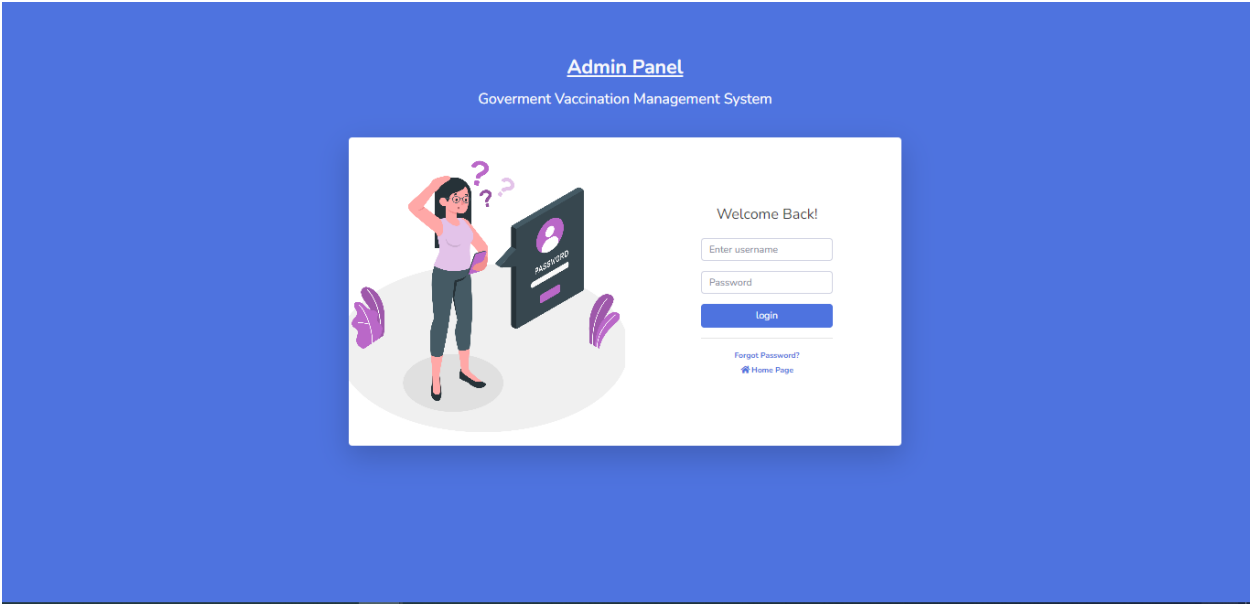 Admin Panel
Goverment Vaccination Management System
? ? ?
PASSWORD
Welcome Back!
Enter username
Password
login
Forgot Password?
Home Page